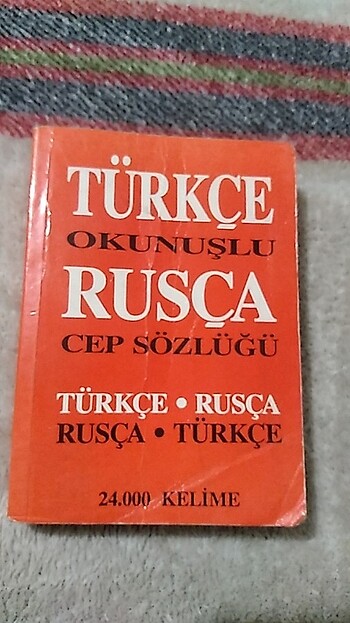 TÜRKÇE
OKUNUŞLU
RUSÇA
CEP SÖZLÜĞÜ
TÜRKÇE • RUSÇA
RUSÇA • TÜRKÇE
24.000 KELİME